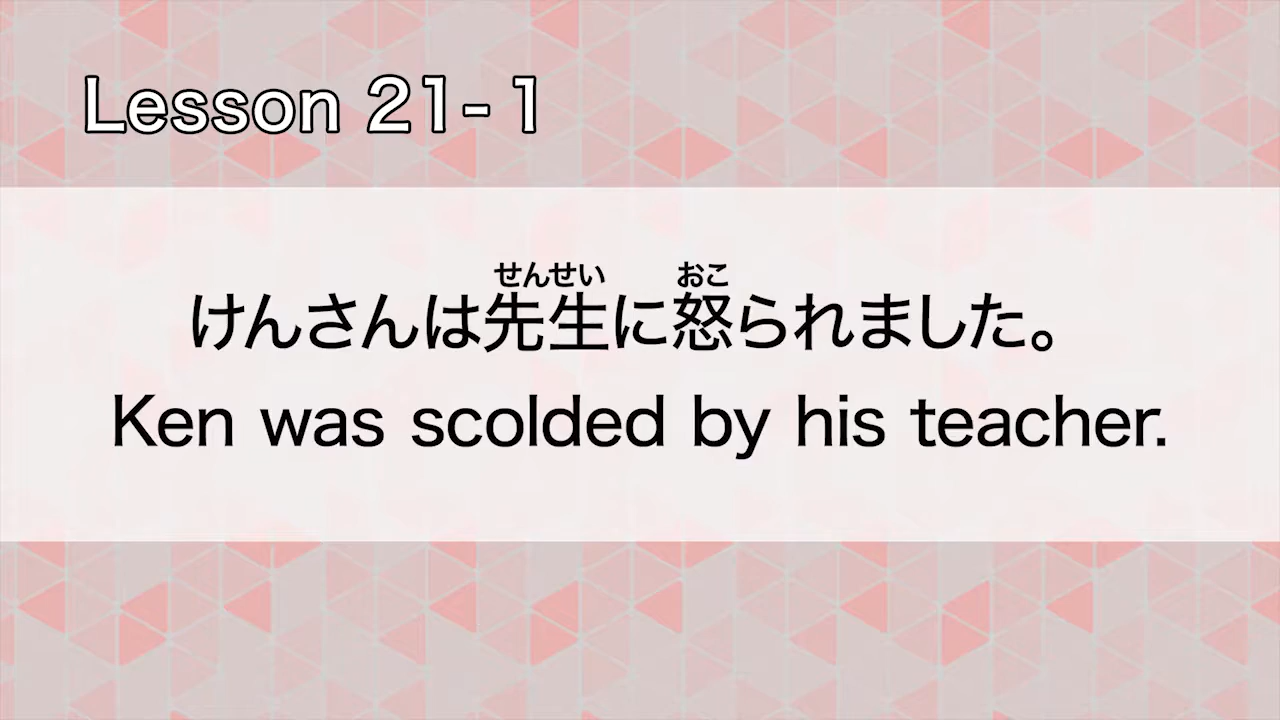 Lesson 21-1
せんせい おこ
けんさんは先生に怒られました。
Ken was scolded by his teacher.